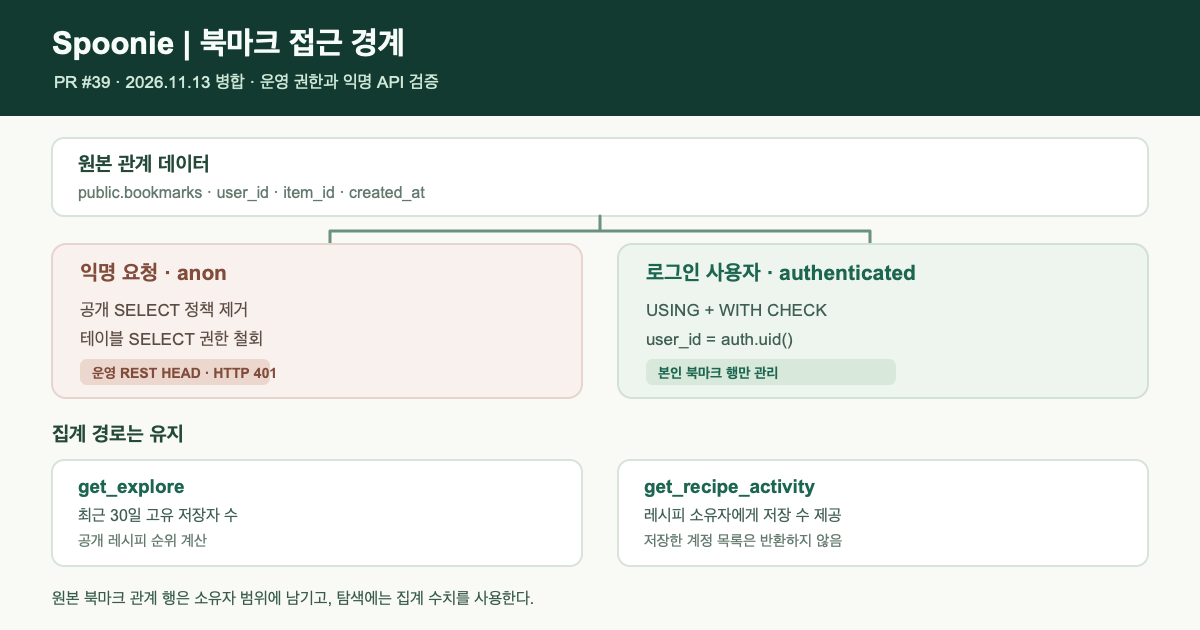 Spoonie | 북마크 접근 경계
PR #39 · 2026.11.13 병합 · 운영 권한과 익명 API 검증
원본 관계 데이터
public.bookmarks · user_id · item_id · created_at
익명 요청 · anon
공개 SELECT 정책 제거
테이블 SELECT 권한 철회
운영 REST HEAD · HTTP 401
로그인 사용자 · authenticated
USING + WITH CHECK
user_id = auth.uid()
본인 북마크 행만 관리
집계 경로는 유지
get_explore
최근 30일 고유 저장자 수
공개 레시피 순위 계산
get_recipe_activity
레시피 소유자에게 저장 수 제공
저장한 계정 목록은 반환하지 않음
원본 북마크 관계 행은 소유자 범위에 남기고, 탐색에는 집계 수치를 사용한다.